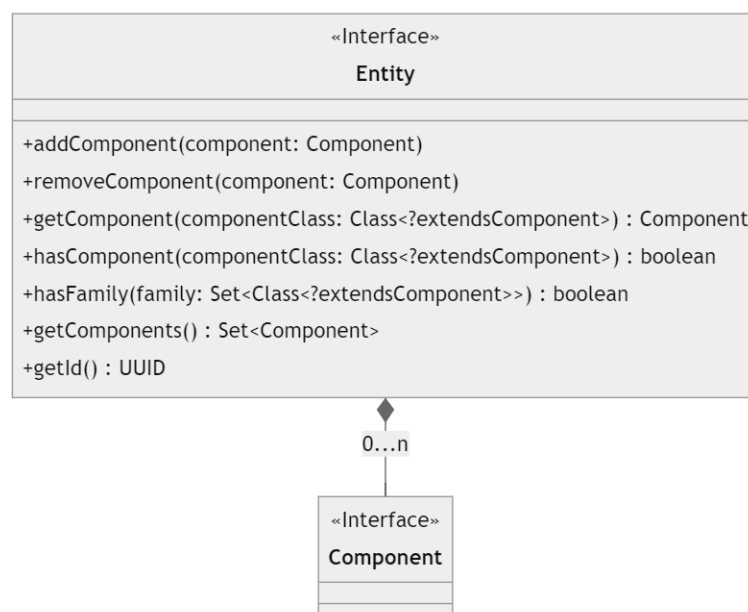 «Interface»
Entity
+addComponent(component: Component)
+removeComponent(component: Component)
+getComponent(componentClass: Class<?extendsComponent>) : Component
+hasComponent(componentClass: Class<?extendsComponent>) : boolean
+hasFamily(family: Set<Class<?extendsComponent>>) : boolean
+getComponents() : Set<Component>
+getId() : UUID
0...n
«Interface»
Component